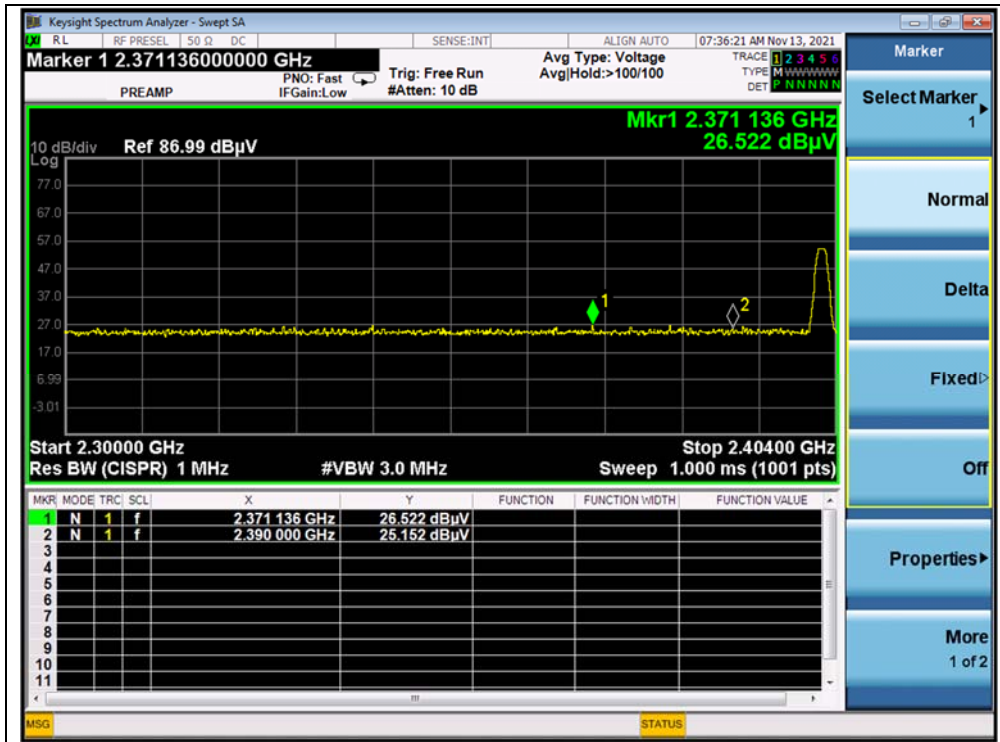 Keysight Spectrum Analyzer - Swept SA
LXI RL RF PRESEL 50 Ω DC SENSE:INT ALIGN AUTO 07:36:21 AM Nov 13, 2021
Marker 1 2.371136000000 GHz
PREAMP
PNO: Fast
IFGain:Low
Trig: Free Run
#Atten: 10 dB
Avg Type: Voltage
Avg|Hold:>100/100
TRACE 1 2 3 4 5 6
TYPE M WWWWW
DET P N N N N N
Mkr1 2.371 136 GHz
26.522 dBµV
10 dB/div Ref 86.99 dBµV
Log
77.0
67.0
57.0
47.0
37.0
27.0
17.0
6.99
-3.01
1
2
Start 2.30000 GHz Stop 2.40400 GHz
Res BW (CISPR) 1 MHz #VBW 3.0 MHz Sweep 1.000 ms (1001 pts)
MKR MODE TRC SCL X Y FUNCTION FUNCTION WIDTH FUNCTION VALUE
1 N 1 f 2.371 136 GHz 26.522 dBµV
2 N 1 f 2.390 000 GHz 25.152 dBµV
3
4
5
6
7
8
9
10
11
MSG STATUS
Marker
Select Marker
1
Normal
Delta
Fixed
Off
Properties
More
1 of 2